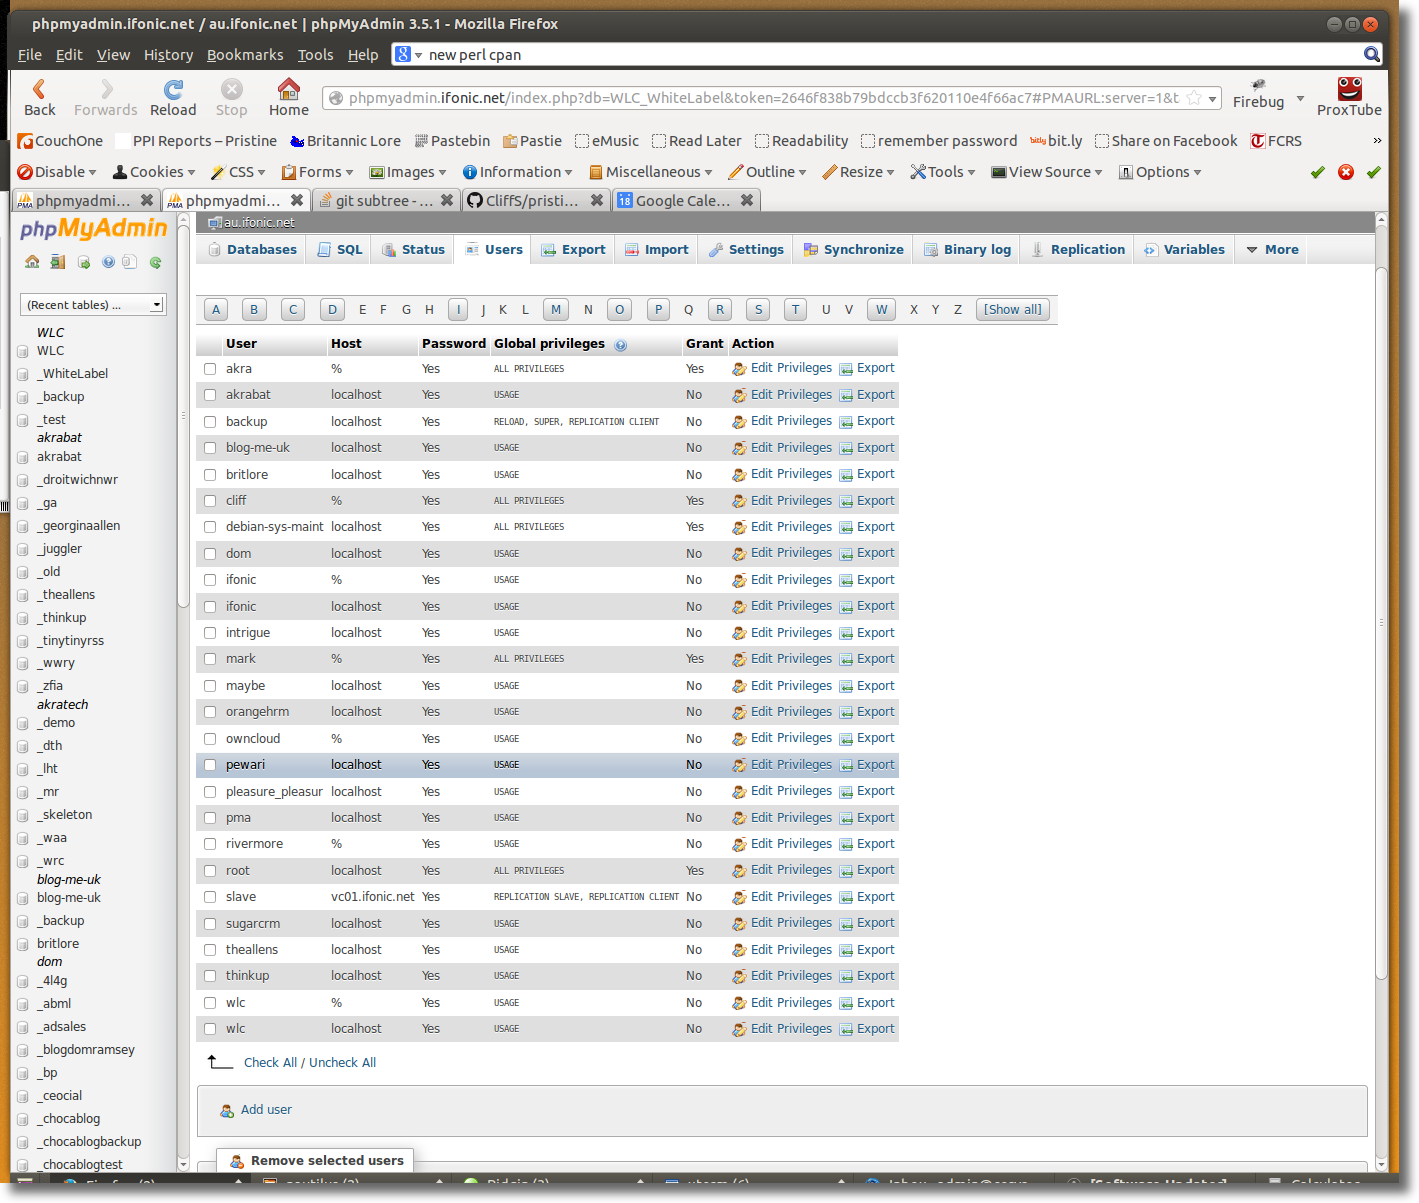 phpmyadmin.ifonic.net / au.ifonic.net | phpMyAdmin 3.5.1 - Mozilla Firefox
File Edit View History Bookmarks Tools Help new perl cpan
Back Forwards Reload Stop Home phpmyadmin.ifonic.net/index.php?db=WLC_WhiteLabel&token=2646f838b79bdccb3f620110e4f66ac7#PMAURL:server=1&t Firebug ProxTube
CouchOne PPI Reports – Pristine Britannic Lore Pastebin Pastie eMusic Read Later Readability remember password bit.ly Share on Facebook FCRS »
Disable Cookies CSS Forms Images Information Miscellaneous Outline Resize Tools View Source Options
phpmyadmi... phpmyadmin... git subtree - ... CliffS/pristi... Google Cale...
phpMyAdmin
au.ifonic.net
Databases SQL Status Users Export Import Settings Synchronize Binary log Replication Variables More
(Recent tables) ...
WLC
WLC
_WhiteLabel
_backup
_test
akrabat
akrabat
_droitwichnwr
_ga
_georginaallen
_juggler
_old
_theallens
_thinkup
_tinytinyrss
_wwry
_zfia
akratech
_demo
_dth
_lht
_mr
_skeleton
_waa
_wrc
blog-me-uk
blog-me-uk
_backup
britlore
dom
_4l4g
_abml
_adsales
_blogdomramsey
_bp
_ceocial
_chocablog
_chocablogbackup
_chocablogtest
A B C D E F G H I J K L M N O P Q R S T U V W X Y Z [Show all]
User Host Password Global privileges Grant Action
akra % Yes ALL PRIVILEGES Yes Edit Privileges Export
akrabat localhost Yes USAGE No Edit Privileges Export
backup localhost Yes RELOAD, SUPER, REPLICATION CLIENT No Edit Privileges Export
blog-me-uk localhost Yes USAGE No Edit Privileges Export
britlore localhost Yes USAGE No Edit Privileges Export
cliff % Yes ALL PRIVILEGES Yes Edit Privileges Export
debian-sys-maint localhost Yes ALL PRIVILEGES Yes Edit Privileges Export
dom localhost Yes USAGE No Edit Privileges Export
ifonic % Yes USAGE No Edit Privileges Export
ifonic localhost Yes USAGE No Edit Privileges Export
intrigue localhost Yes USAGE No Edit Privileges Export
mark % Yes ALL PRIVILEGES Yes Edit Privileges Export
maybe localhost Yes USAGE No Edit Privileges Export
orangehrm localhost Yes USAGE No Edit Privileges Export
owncloud % Yes USAGE No Edit Privileges Export
pewari localhost Yes USAGE No Edit Privileges Export
pleasure_pleasur localhost Yes USAGE No Edit Privileges Export
pma localhost Yes USAGE No Edit Privileges Export
rivermore % Yes USAGE No Edit Privileges Export
root localhost Yes ALL PRIVILEGES Yes Edit Privileges Export
slave vc01.ifonic.net Yes REPLICATION SLAVE, REPLICATION CLIENT No Edit Privileges Export
sugarcrm localhost Yes USAGE No Edit Privileges Export
theallens localhost Yes USAGE No Edit Privileges Export
thinkup localhost Yes USAGE No Edit Privileges Export
wlc % Yes USAGE No Edit Privileges Export
wlc localhost Yes USAGE No Edit Privileges Export
Check All / Uncheck All
Add user
Remove selected users